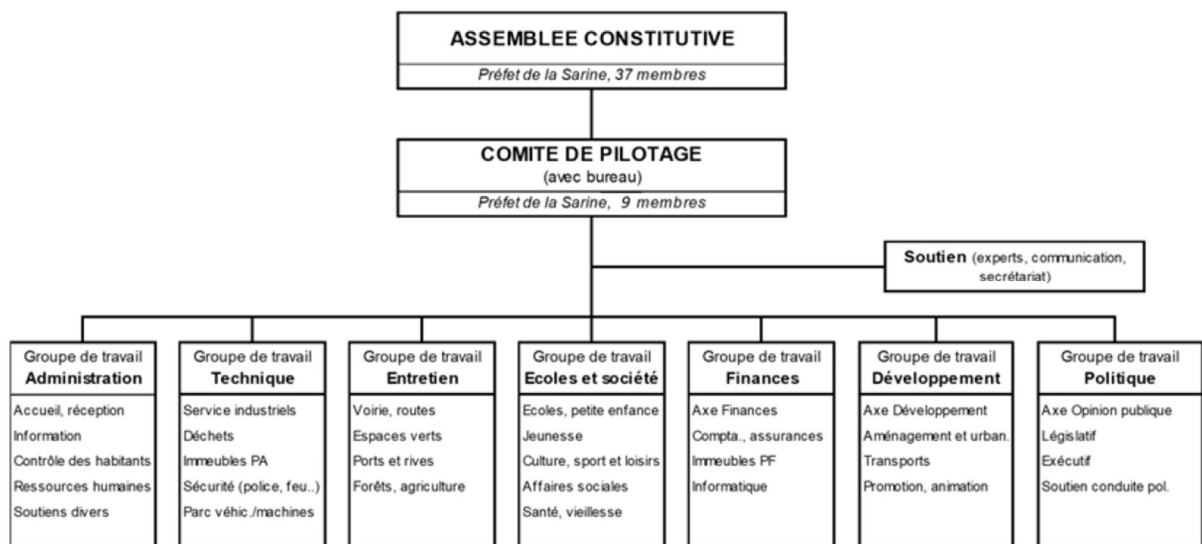 ASSEMBLEE CONSTITUTIVE
Préfet de la Sarine, 37 membres
COMITE DE PILOTAGE
(avec bureau)
Préfet de la Sarine, 9 membres
Soutien (experts, communication,
secrétariat)
Groupe de travail
Administration
Accueil, réception
Information
Contrôle des habitants
Ressources humaines
Soutiens divers
Groupe de travail
Technique
Service industriels
Déchets
Immeubles PA
Sécurité (police, feu..)
Parc véhic./machines
Groupe de travail
Entretien
Voirie, routes
Espaces verts
Ports et rives
Forêts, agriculture
Groupe de travail
Ecoles et société
Ecoles, petite enfance
Jeunesse
Culture, sport et loisirs
Affaires sociales
Santé, vieillesse
Groupe de travail
Finances
Axe Finances
Compta., assurances
Immeubles PF
Informatique
Groupe de travail
Développement
Axe Développement
Aménagement et urban.
Transports
Promotion, animation
Groupe de travail
Politique
Axe Opinion publique
Législatif
Exécutif
Soutien conduite pol.